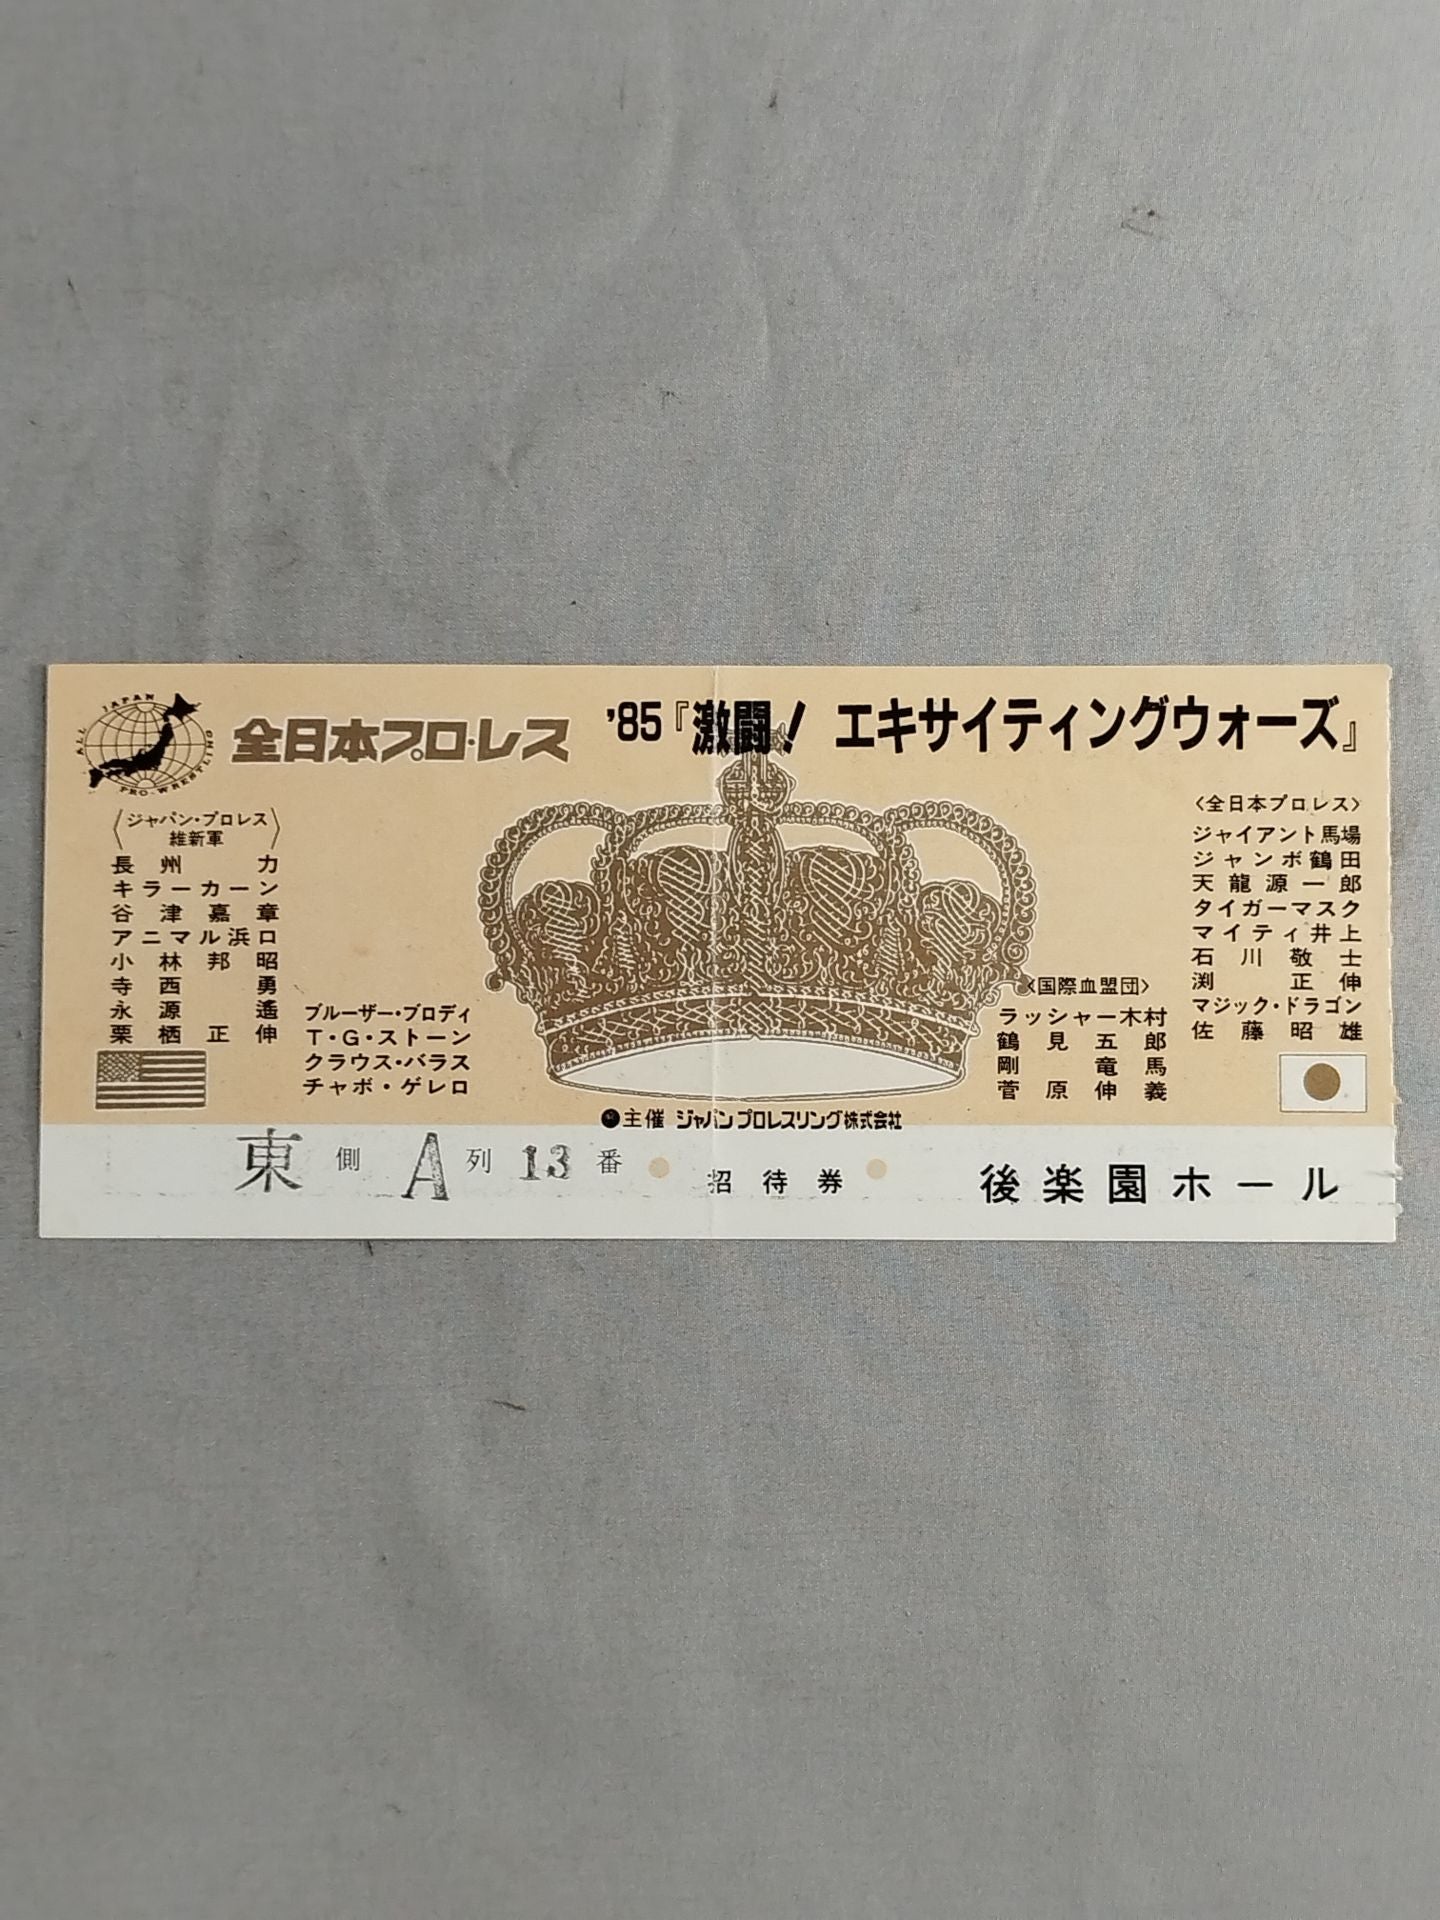 ALL JAPAN PRO-WRESTLING
全日本プロ・レス
'85『激闘! エキサイティングウォーズ』
〈ジャパン・プロレス
維新軍〉
長州力
キラーカーン
谷津嘉章
アニマル浜口
小林邦昭
寺西勇
永源遙
栗栖正伸
ブルーザー・ブロディ
T・G・ストーン
クラウス・バラス
チャボ・ゲレロ
〈国際血盟団〉
ラッシャー木村
鶴見五郎
剛竜馬
菅原伸義
〈全日本プロレス〉
ジャイアント馬場
ジャンボ鶴田
天龍源一郎
タイガーマスク
マイティ井上
石川敬士
渕正伸
マジック・ドラゴン
佐藤昭雄
●主催 ジャパンプロレスリング株式会社
東側 A列 13番
招待券
後楽園ホール